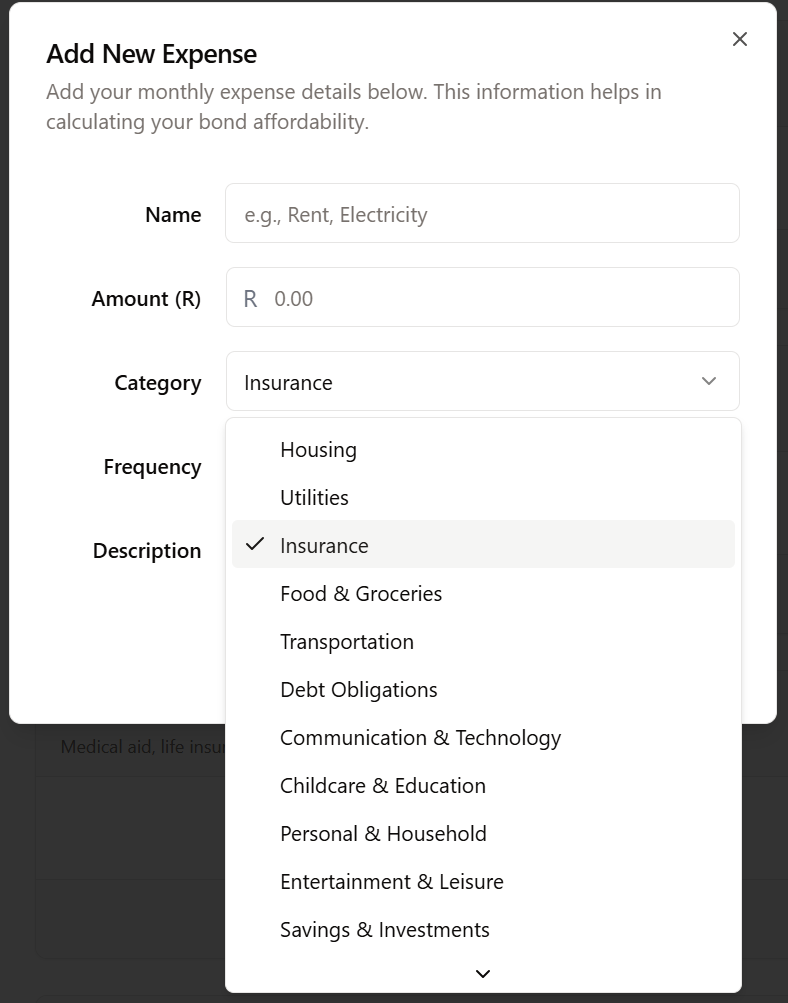 Add New Expense
Add your monthly expense details below. This information helps in
calculating your bond affordability.
Name
e.g., Rent, Electricity
Amount (R)
R 0.00
Category
Insurance
Frequency
Description
Housing
Utilities
Insurance
Food & Groceries
Transportation
Debt Obligations
Communication & Technology
Childcare & Education
Personal & Household
Entertainment & Leisure
Savings & Investments
Medical aid, life